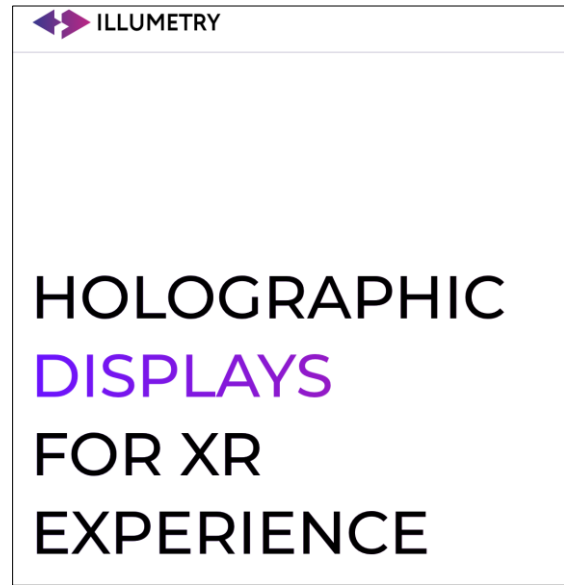 ILLUMETRY
HOLOGRAPHIC
DISPLAYS
FOR XR
EXPERIENCE